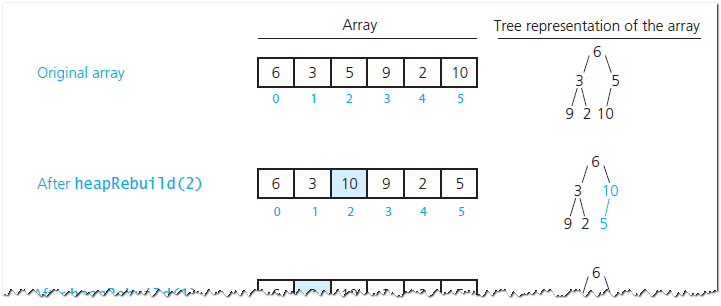 Array
Tree representation of the array
Original array
6 3 5 9 2 10
0 1 2 3 4 5
6
3 5
9 2 10
After heapRebuild(2)
6 3 10 9 2 5
0 1 2 3 4 5
6
3 10
9 2 5
6